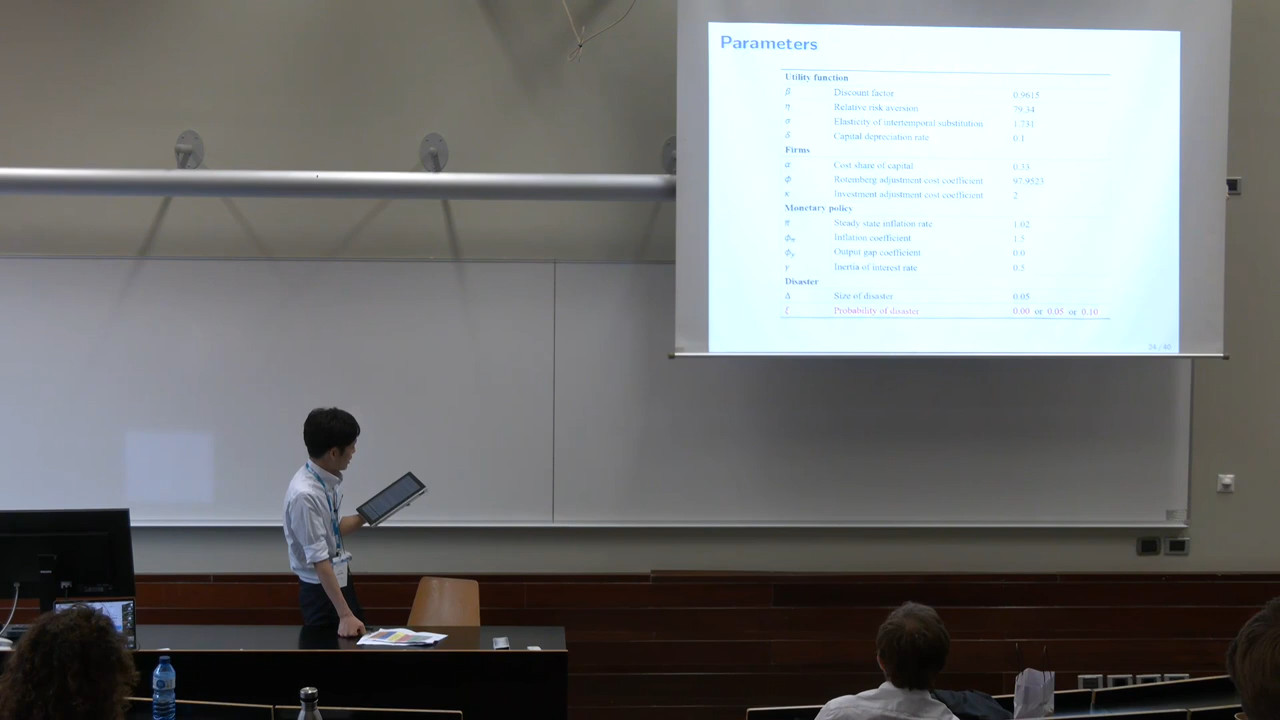 Parameters
Utility function
β Discount factor 0.9615
η Relative risk aversion 79.34
σ Elasticity of intertemporal substitution 1.731
δ Capital depreciation rate 0.1
Firms
α Cost share of capital 0.33
ϕ Rotemberg adjustment cost coefficient 97.9523
κ Investment adjustment cost coefficient 2
Monetary policy
Steady state inflation rate 1.02
ϕπ Inflation coefficient 1.5
Output gap coefficient 0.0
γ Inertia of interest rate 0.5
Disaster
Δ Size of disaster 0.05
ζ Probability of disaster 0.00 or 0.05 or 0.10